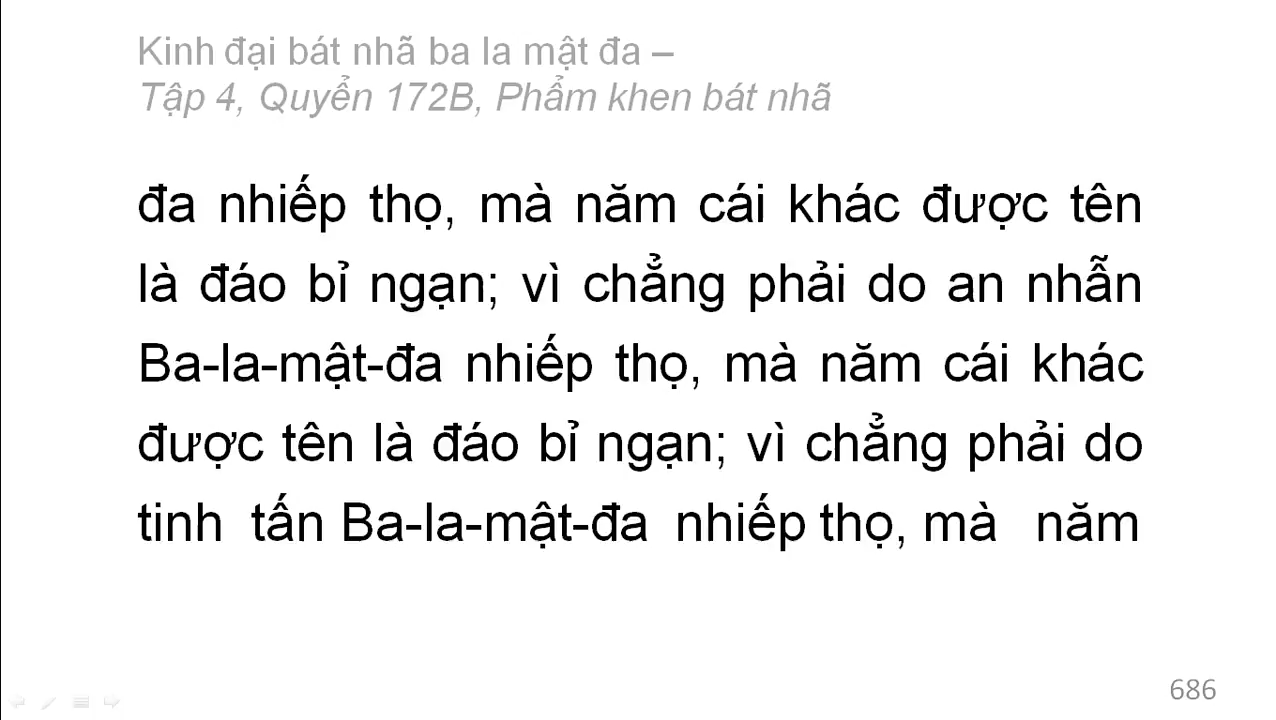 Kinh đại bát nhã ba la mật đa –
Tập 4, Quyển 172B, Phẩm khen bát nhã
đa nhiếp thọ, mà năm cái khác được tên
là đáo bỉ ngạn; vì chẳng phải do an nhẫn
Ba-la-mật-đa nhiếp thọ, mà năm cái khác
được tên là đáo bỉ ngạn; vì chẳng phải do
tinh tấn Ba-la-mật-đa nhiếp thọ, mà năm
686